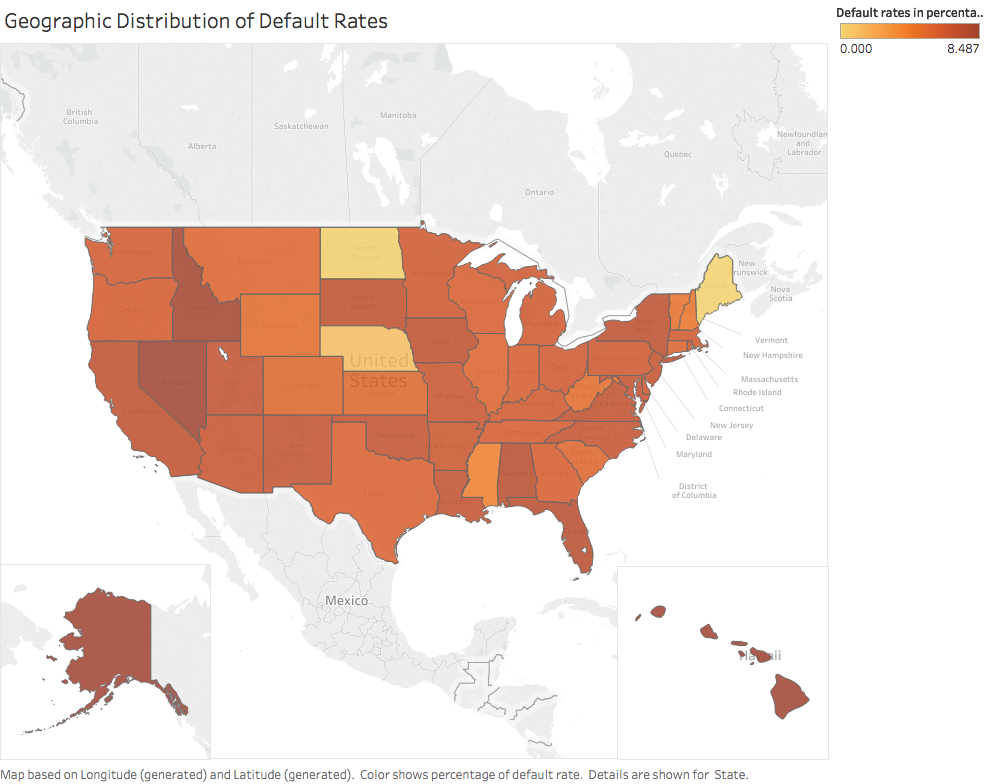 Geographic Distribution of Default Rates
Default rates in percenta..
0.000
8.487
British
Columbia
Alberta
Saskatchewan
Manitoba
Ontario
Quebec
Newfoundlan
and
Labrador
New
Brunswick
Nova
Scotia
Washington
Montana
North
Dakota
Minnesota
Oregon
Idaho
Wyoming
South
Dakota
Wisconsin
Michigan
New
York
Maine
Vermont
New Hampshire
Massachusetts
Rhode Island
Connecticut
New Jersey
Delaware
Maryland
District
of Columbia
United
States
Nevada
Utah
Colorado
Kansas
Iowa
Illinois
Indiana
Ohio
Pennsylvania
West
Virginia
Virginia
California
Arizona
New
Mexico
Oklahoma
Missouri
Kentucky
Arkansas
Tennessee
North
Carolina
South
Carolina
Texas
Louisiana
Alabama
Georgia
Mexico
Hawaii
Map based on Longitude (generated) and Latitude (generated).  Color shows percentage of default rate.  Details are shown for  State.